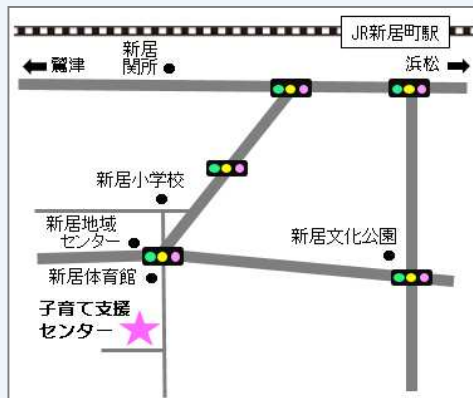 JR新居町駅
新居
関所
鷲津
浜松
新居小学校
新居地域
センター
新居文化公園
新居体育館
子育て支援
センター